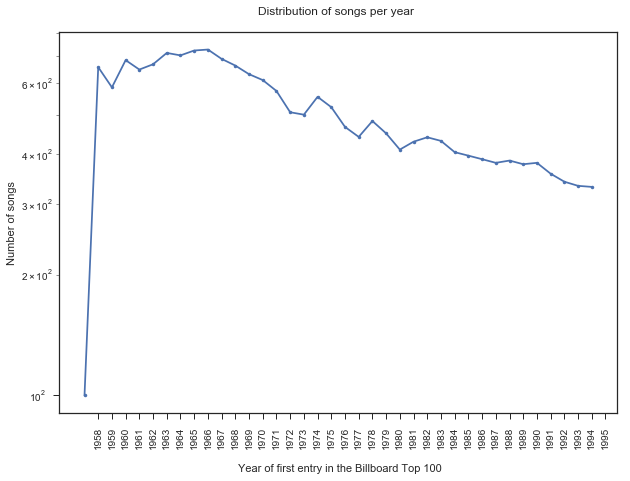 Distribution of songs per year
Number of songs
6 × 10²
4 × 10²
3 × 10²
2 × 10²
10²
1958 1959 1960 1961 1962 1963 1964 1965 1966 1967 1968 1969 1970 1971 1972 1973 1974 1975 1976 1977 1978 1979 1980 1981 1982 1983 1984 1985 1986 1987 1988 1989 1990 1991 1992 1993 1994 1995
Year of first entry in the Billboard Top 100